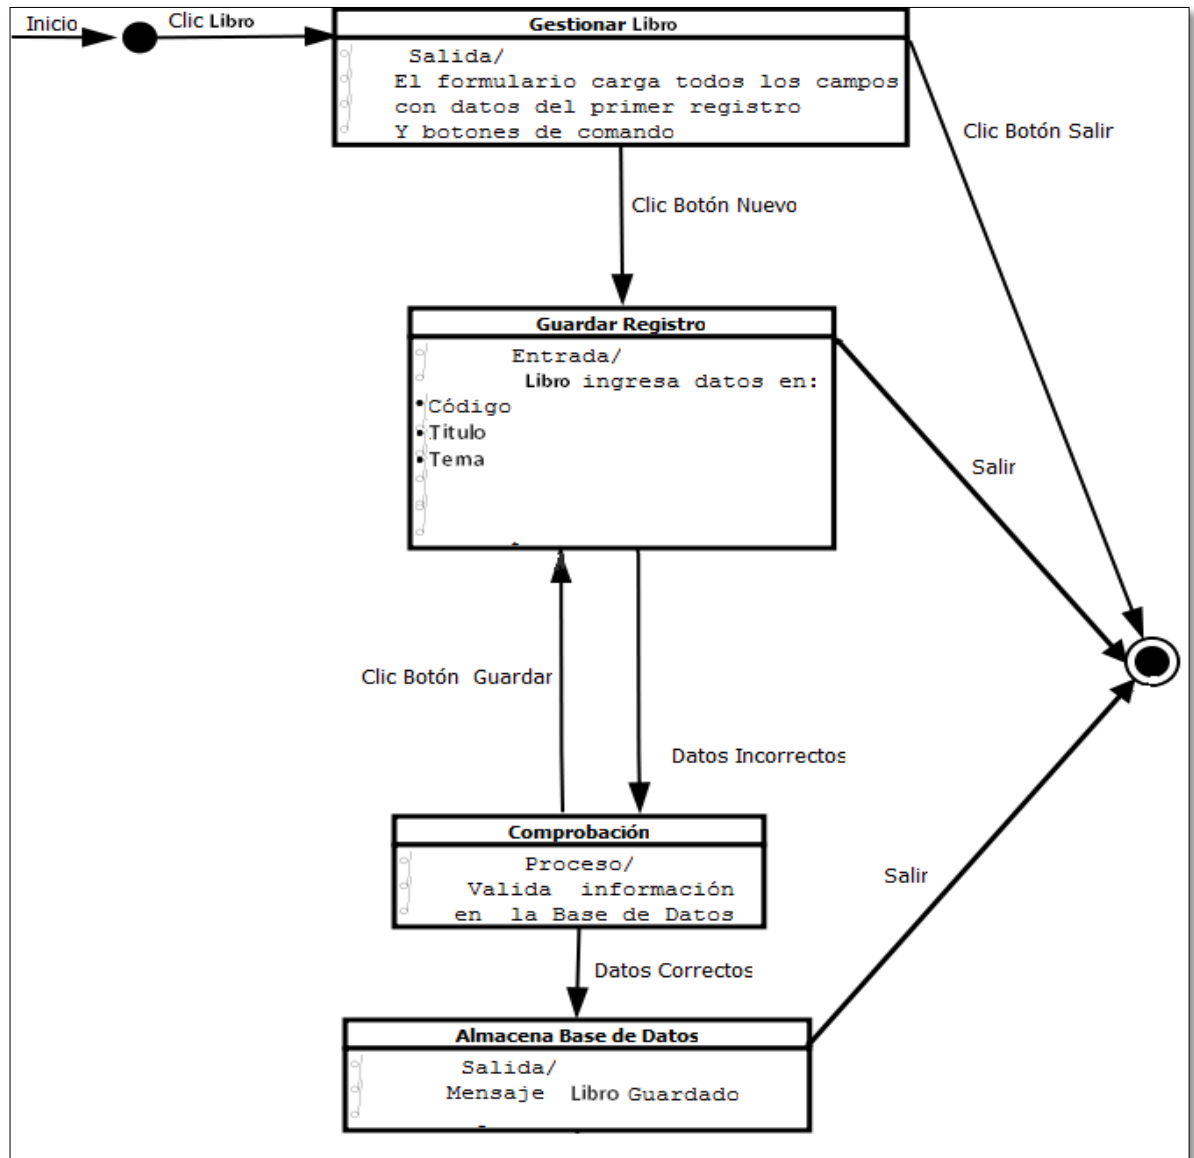 Inicio
Clic Libro
Gestionar Libro
Salida/
El formulario carga todos los campos
con datos del primer registro
Y botones de comando
Clic Botón Salir
Clic Botón Nuevo
Guardar Registro
Entrada/
Libro ingresa datos en:
•Código
•Titulo
•Tema
Salir
Clic Botón Guardar
Datos Incorrectos
Comprobación
Proceso/
Valida información
en la Base de Datos
Salir
Datos Correctos
Almacena Base de Datos
Salida/
Mensaje Libro Guardado